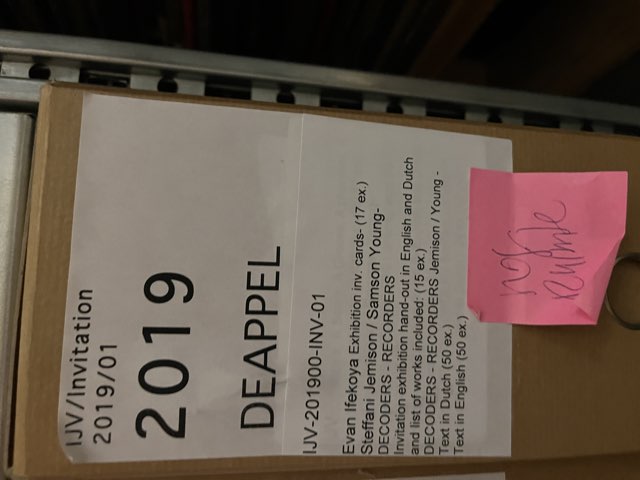 IJV/Invitation
2019/01
2019
DEAPPEL
IJV-201900-INV-01
Evan Ifekoya Exhibition inv. cards- (17 ex.)
Steffani Jemison / Samson Young-
DECODERS - RECORDERS
Invitation exhibition hand-out in English and Dutch
and list of works included: (15 ex.)
DECODERS - RECORDERS Jemison / Young -
Text in Dutch (50 ex.)
Text in English (50 ex.)
nog
Ruimte